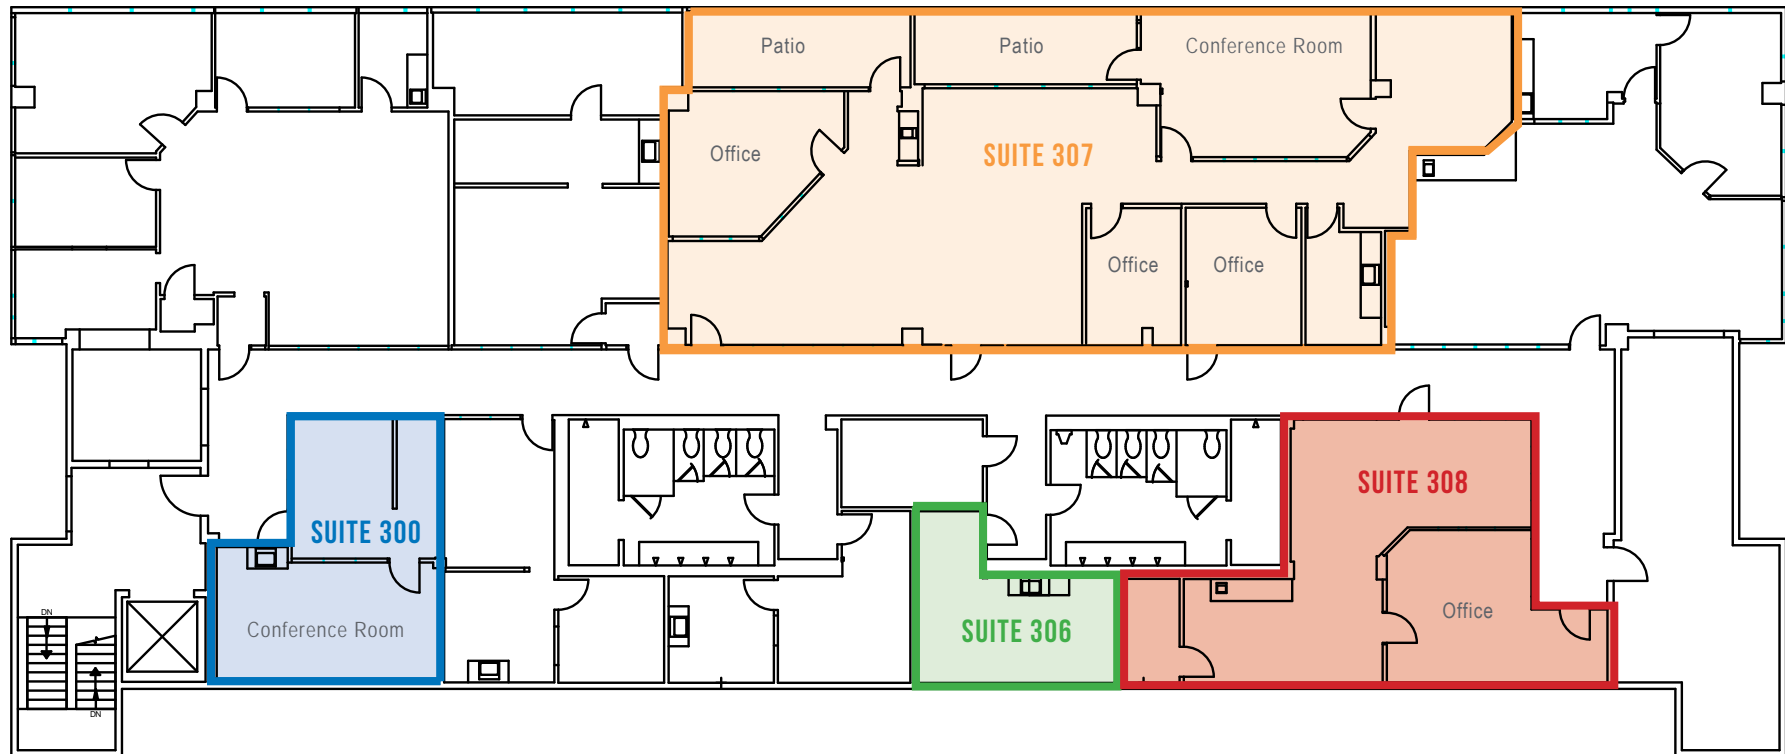 Patio
Patio
Conference Room
Office
SUITE 307
Office
Office
SUITE 300
SUITE 308
Conference Room
SUITE 306
Office
DN
DN